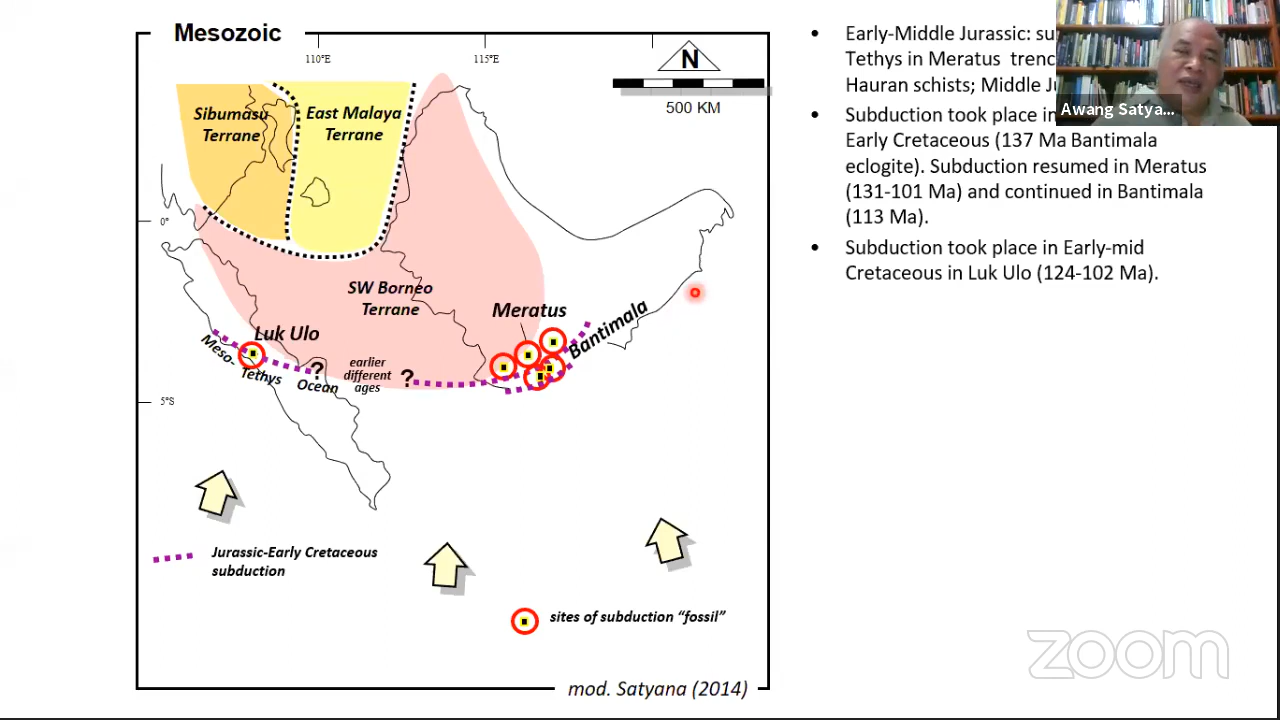 Mesozoic
110°E
115°E
N
500 KM
Sibumasu
Terrane
East Malaya
Terrane
0°
SW Borneo
Terrane
Meratus
Bantimala
Luk Ulo
Meso-
Tethys
Ocean
?
earlier
different
ages
?
5°S
Jurassic-Early Cretaceous
subduction
sites of subduction “fossil”
mod. Satyana (2014)
• Early-Middle Jurassic: su
Tethys in Meratus trenc
Hauran schists; Middle Ju
• Subduction took place in
Early Cretaceous (137 Ma Bantimala
eclogite). Subduction resumed in Meratus
(131-101 Ma) and continued in Bantimala
(113 Ma).
• Subduction took place in Early-mid
Cretaceous in Luk Ulo (124-102 Ma).
Awang Satya...
zoom